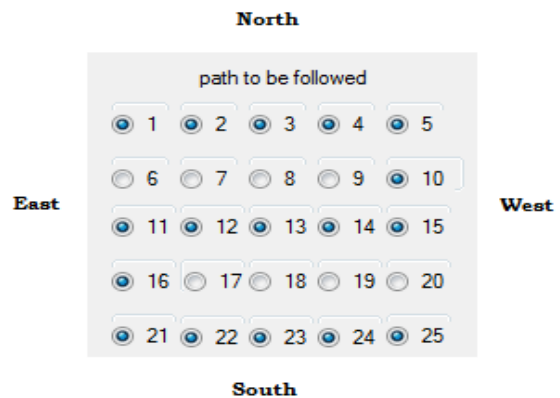 North
path to be followed
1 2 3 4 5
6 7 8 9 10
East
West
11 12 13 14 15
16 17 18 19 20
21 22 23 24 25
South